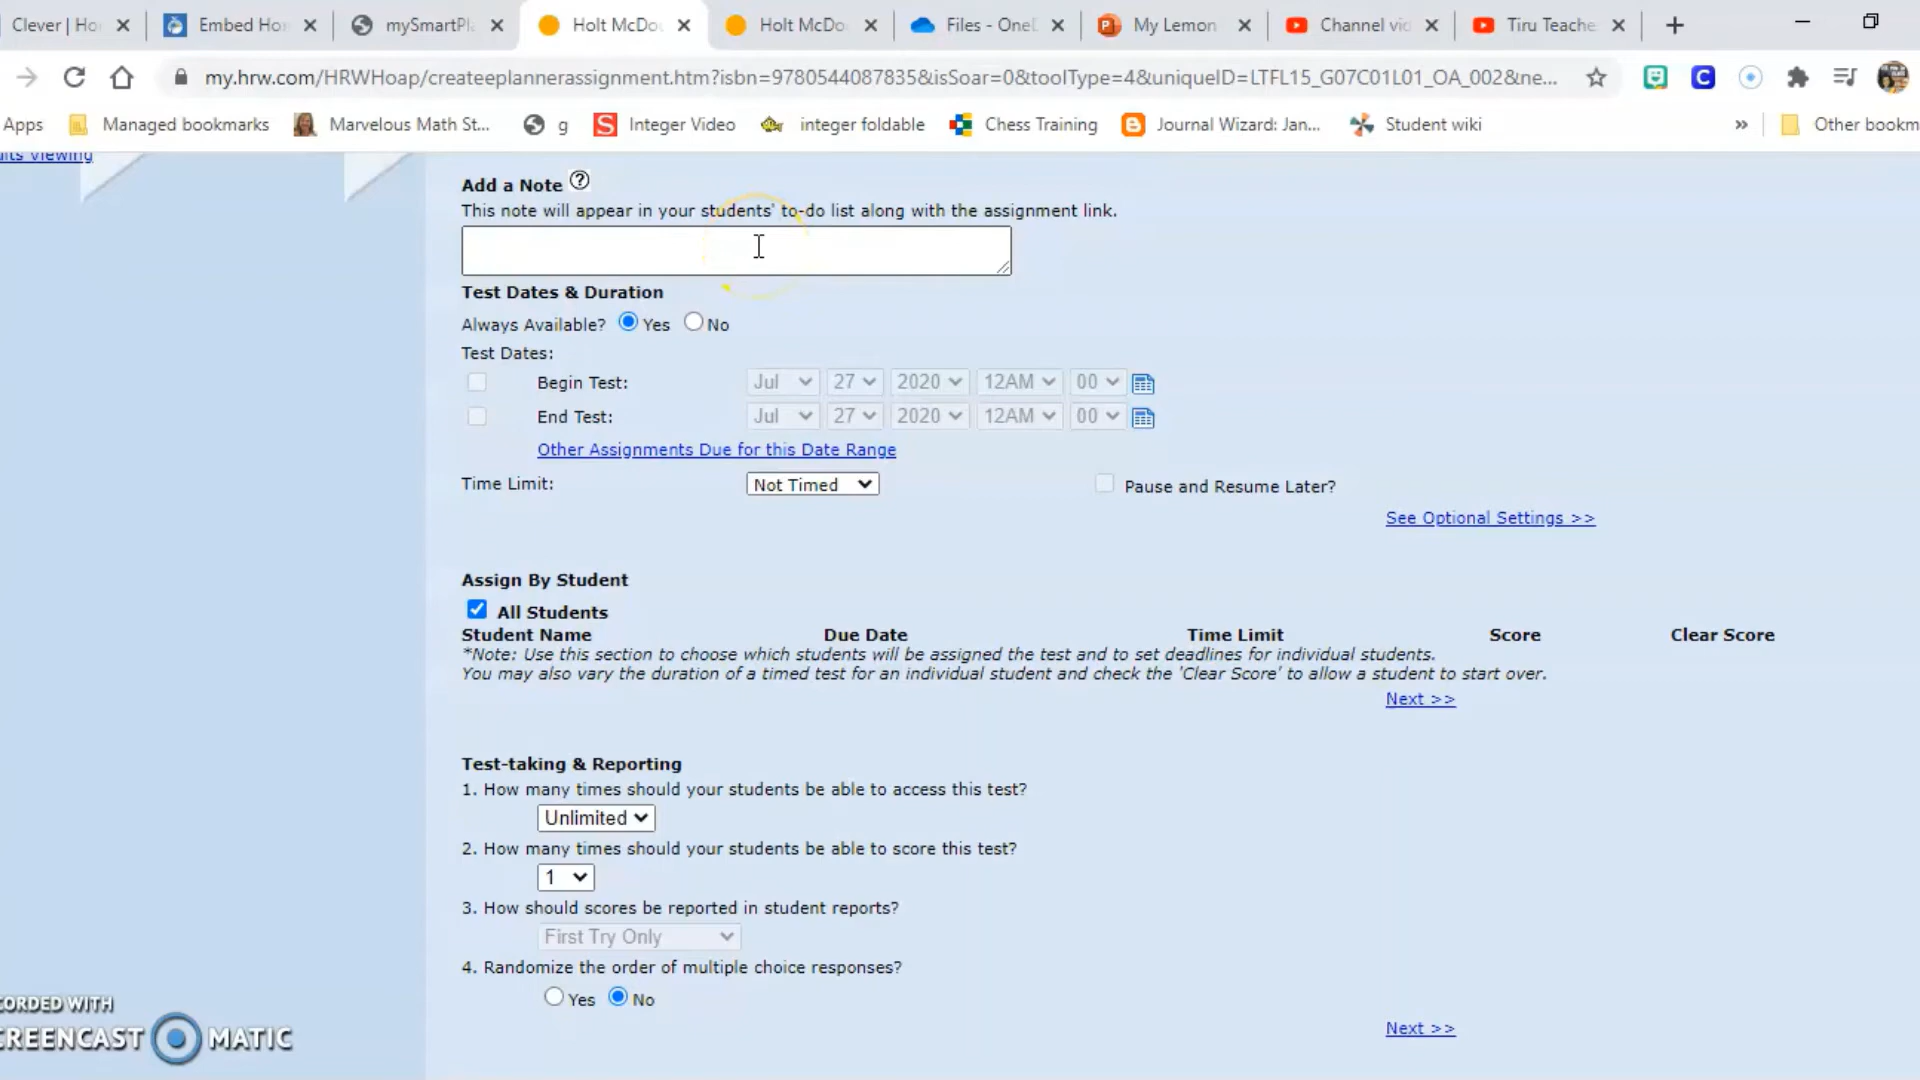 Clever | Ho
Embed Hor
mySmartPla
Holt McDou
Holt McDo
Files - OneD
My Lemon
Channel vid
Tiru Teache
my.hrw.com/HRWHoap/createeplannerassignment.htm?isbn=9780544087835&isSoar=0&toolType=4&uniqueID=LTFL15_G07C01L01_OA_002&ne...
Apps Managed bookmarks Marvelous Math St... g Integer Video integer foldable Chess Training Journal Wizard: Jan... Student wiki » Other bookm
ults Viewing
Add a Note ?
This note will appear in your students' to-do list along with the assignment link.
Test Dates & Duration
Always Available? Yes No
Test Dates:
Begin Test: Jul 27 2020 12AM 00
End Test: Jul 27 2020 12AM 00
Other Assignments Due for this Date Range
Time Limit: Not Timed Pause and Resume Later?
See Optional Settings >>
Assign By Student
All Students
Student Name Due Date Time Limit Score Clear Score
*Note: Use this section to choose which students will be assigned the test and to set deadlines for individual students.
You may also vary the duration of a timed test for an individual student and check the 'Clear Score' to allow a student to start over.
Next >>
Test-taking & Reporting
1. How many times should your students be able to access this test?
Unlimited
2. How many times should your students be able to score this test?
1
3. How should scores be reported in student reports?
First Try Only
4. Randomize the order of multiple choice responses?
Yes No
Next >>
CORDED WITH
CREENCAST MATIC